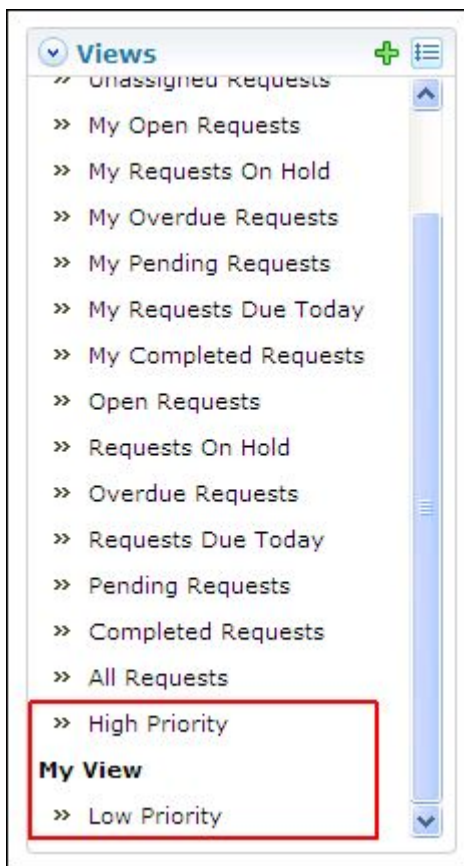 Views
» Unassigned Requests
» My Open Requests
» My Requests On Hold
» My Overdue Requests
» My Pending Requests
» My Requests Due Today
» My Completed Requests
» Open Requests
» Requests On Hold
» Overdue Requests
» Requests Due Today
» Pending Requests
» Completed Requests
» All Requests
» High Priority
My View
» Low Priority